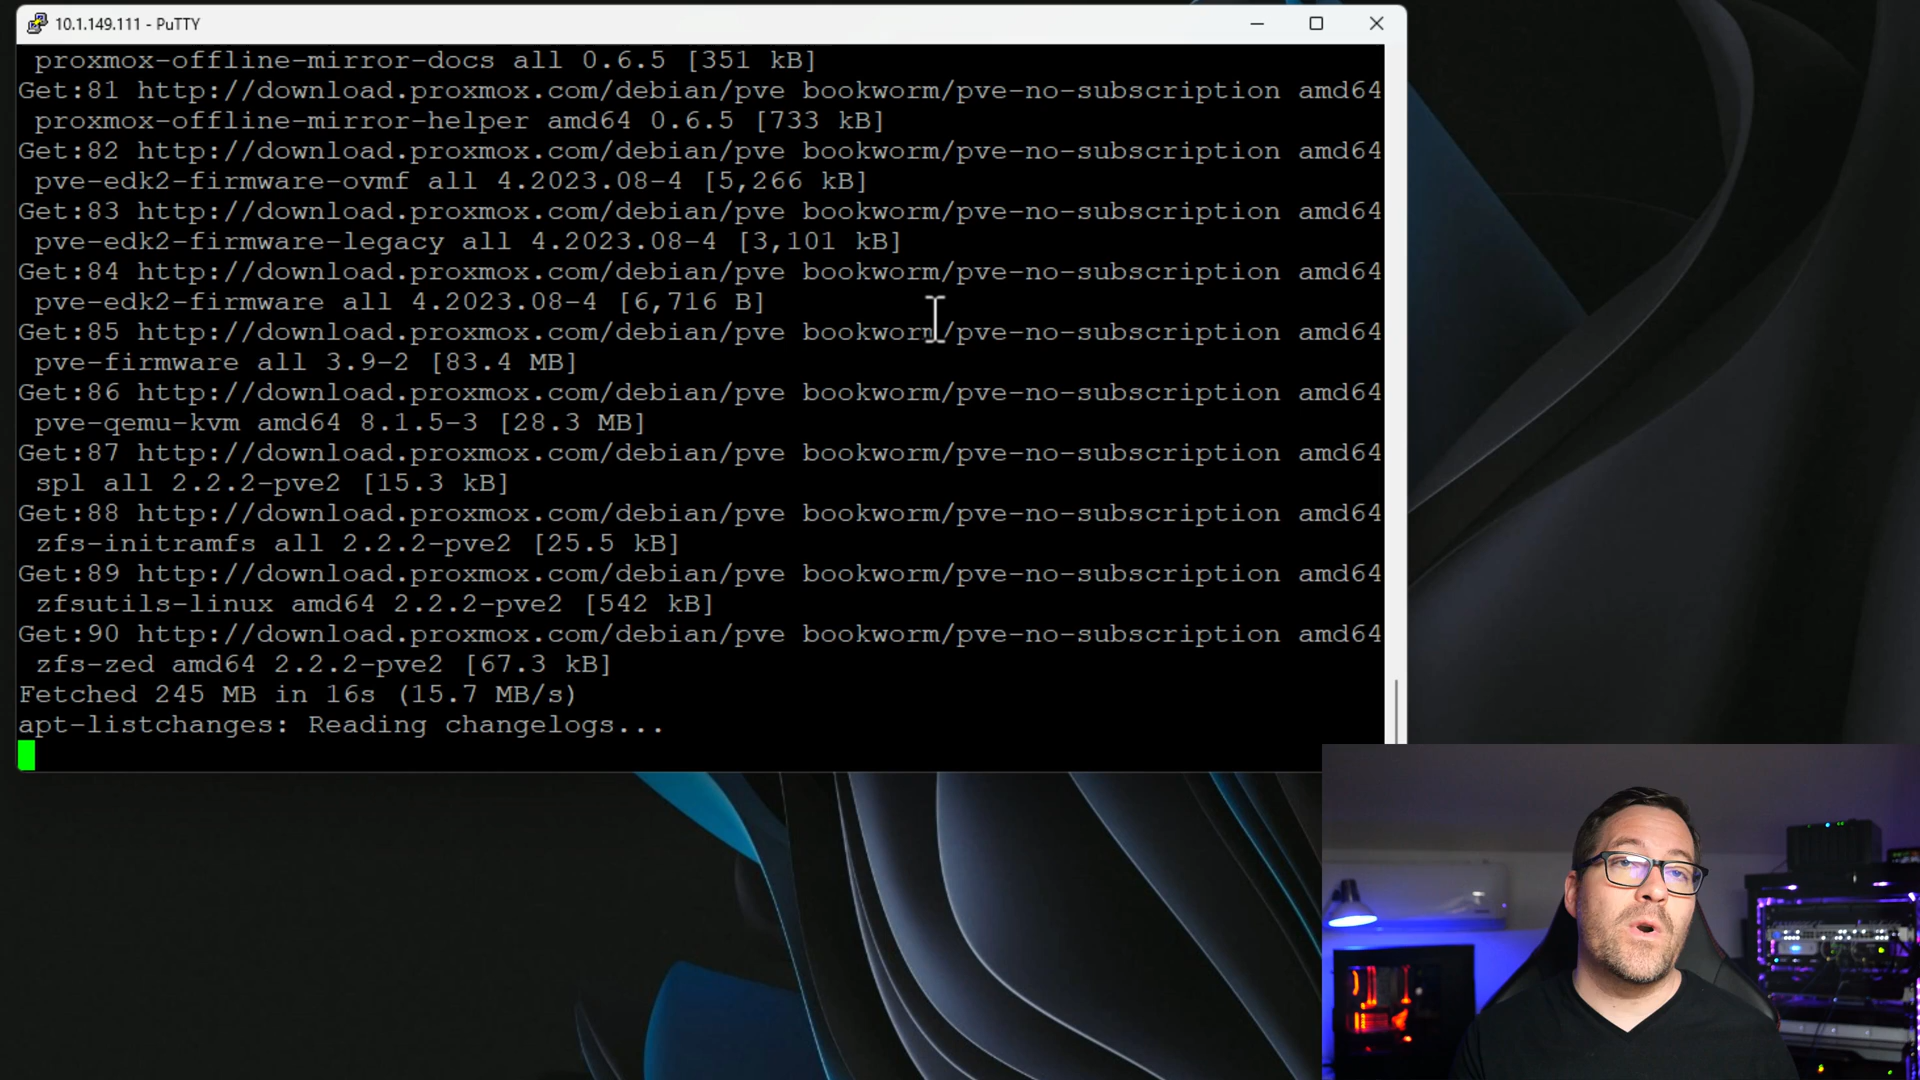 10.1.149.111 - PuTTY
proxmox-offline-mirror-docs all 0.6.5 [351 kB]
Get:81 http://download.proxmox.com/debian/pve bookworm/pve-no-subscription amd64
proxmox-offline-mirror-helper amd64 0.6.5 [733 kB]
Get:82 http://download.proxmox.com/debian/pve bookworm/pve-no-subscription amd64
pve-edk2-firmware-ovmf all 4.2023.08-4 [5,266 kB]
Get:83 http://download.proxmox.com/debian/pve bookworm/pve-no-subscription amd64
pve-edk2-firmware-legacy all 4.2023.08-4 [3,101 kB]
Get:84 http://download.proxmox.com/debian/pve bookworm/pve-no-subscription amd64
pve-edk2-firmware all 4.2023.08-4 [6,716 B]
Get:85 http://download.proxmox.com/debian/pve bookworm/pve-no-subscription amd64
pve-firmware all 3.9-2 [83.4 MB]
Get:86 http://download.proxmox.com/debian/pve bookworm/pve-no-subscription amd64
pve-qemu-kvm amd64 8.1.5-3 [28.3 MB]
Get:87 http://download.proxmox.com/debian/pve bookworm/pve-no-subscription amd64
spl all 2.2.2-pve2 [15.3 kB]
Get:88 http://download.proxmox.com/debian/pve bookworm/pve-no-subscription amd64
zfs-initramfs all 2.2.2-pve2 [25.5 kB]
Get:89 http://download.proxmox.com/debian/pve bookworm/pve-no-subscription amd64
zfsutils-linux amd64 2.2.2-pve2 [542 kB]
Get:90 http://download.proxmox.com/debian/pve bookworm/pve-no-subscription amd64
zfs-zed amd64 2.2.2-pve2 [67.3 kB]
Fetched 245 MB in 16s (15.7 MB/s)
apt-listchanges: Reading changelogs...